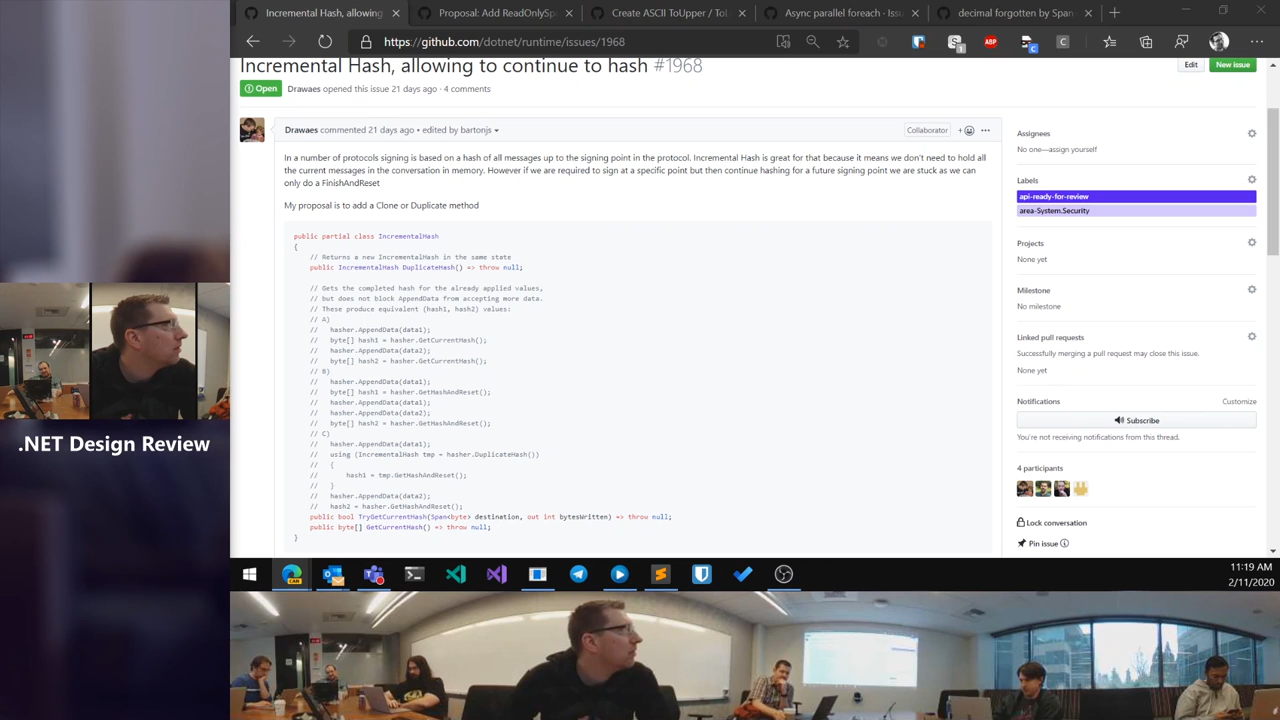 Incremental Hash, allowing
Proposal: Add ReadOnlySp
Create ASCII ToUpper / ToL
Async parallel foreach · Issu
decimal forgotten by Span
https://github.com/dotnet/runtime/issues/1968
Incremental Hash, allowing to continue to hash #1968
Edit
New issue
Open
Drawaes opened this issue 21 days ago · 4 comments
Drawaes commented 21 days ago • edited by bartonjs
Collaborator
In a number of protocols signing is based on a hash of all messages up to the signing point in the protocol. Incremental Hash is great for that because it means we don't need to hold all
the current messages in the conversation in memory. However if we are required to sign at a specific point but then continue hashing for a future signing point we are stuck as we can
only do a FinishAndReset
My proposal is to add a Clone or Duplicate method
public partial class IncrementalHash
{
// Returns a new IncrementalHash in the same state
public IncrementalHash DuplicateHash() => throw null;
// Gets the completed hash for the already applied values,
// but does not block AppendData from accepting more data.
// These produce equivalent (hash1, hash2) values:
// A)
// hasher.AppendData(data1);
// byte[] hash1 = hasher.GetCurrentHash();
// hasher.AppendData(data2);
// byte[] hash2 = hasher.GetCurrentHash();
// B)
// hasher.AppendData(data1);
// byte[] hash1 = hasher.GetHashAndReset();
// hasher.AppendData(data1);
// hasher.AppendData(data2);
// byte[] hash2 = hasher.GetHashAndReset();
// C)
// hasher.AppendData(data1);
// using (IncrementalHash tmp = hasher.DuplicateHash())
// {
// hash1 = tmp.GetHashAndReset();
// }
// hasher.AppendData(data2);
// hash2 = hasher.GetHashAndReset();
public bool TryGetCurrentHash(Span<byte> destination, out int bytesWritten) => throw null;
public byte[] GetCurrentHash() => throw null;
}
Assignees
No one—assign yourself
Labels
api-ready-for-review
area-System.Security
Projects
None yet
Milestone
No milestone
Linked pull requests
Successfully merging a pull request may close this issue.
None yet
Notifications
Customize
Subscribe
You're not receiving notifications from this thread.
4 participants
Lock conversation
Pin issue
.NET Design Review
11:19 AM
2/11/2020